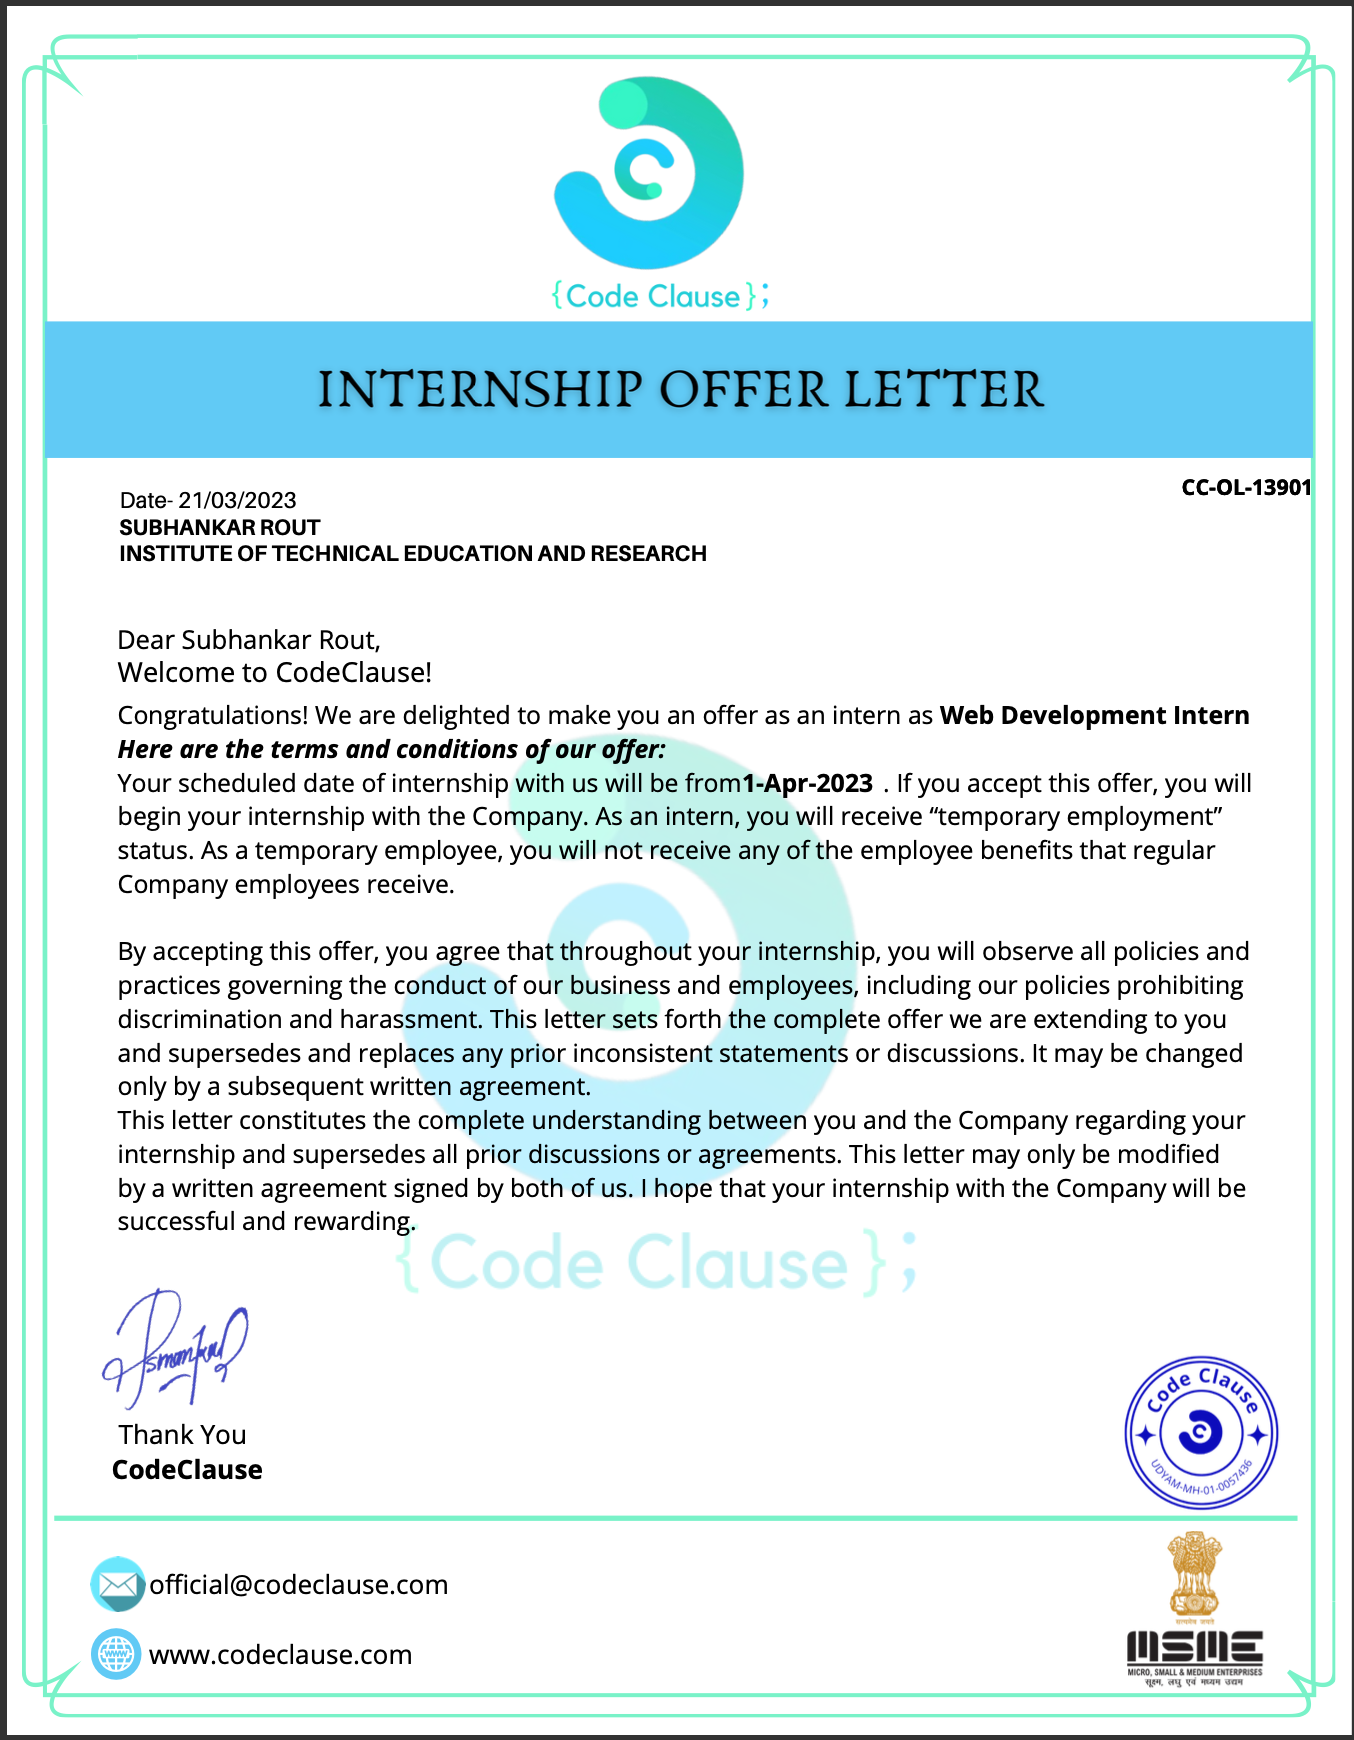 {Code Clause};
INTERNSHIP OFFER LETTER
CC-OL-13901
Date- 21/03/2023
SUBHANKAR ROUT
INSTITUTE OF TECHNICAL EDUCATION AND RESEARCH
Dear Subhankar Rout,
Welcome to CodeClause!
Congratulations! We are delighted to make you an offer as an intern as Web Development Intern
Here are the terms and conditions of our offer:
Your scheduled date of internship with us will be from1-Apr-2023 . If you accept this offer, you will
begin your internship with the Company. As an intern, you will receive “temporary employment”
status. As a temporary employee, you will not receive any of the employee benefits that regular
Company employees receive.
By accepting this offer, you agree that throughout your internship, you will observe all policies and
practices governing the conduct of our business and employees, including our policies prohibiting
discrimination and harassment. This letter sets forth the complete offer we are extending to you
and supersedes and replaces any prior inconsistent statements or discussions. It may be changed
only by a subsequent written agreement.
This letter constitutes the complete understanding between you and the Company regarding your
internship and supersedes all prior discussions or agreements. This letter may only be modified
by a written agreement signed by both of us. I hope that your internship with the Company will be
successful and rewarding.
{Code Clause};
Thank You
CodeClause
Code Clause
UDYAM-MH-01-0057436
official@codeclause.com
www.codeclause.com
सत्यमेव जयते
MSME
MICRO, SMALL & MEDIUM ENTERPRISES
सूक्ष्म, लघु एवं मध्यम उद्यम